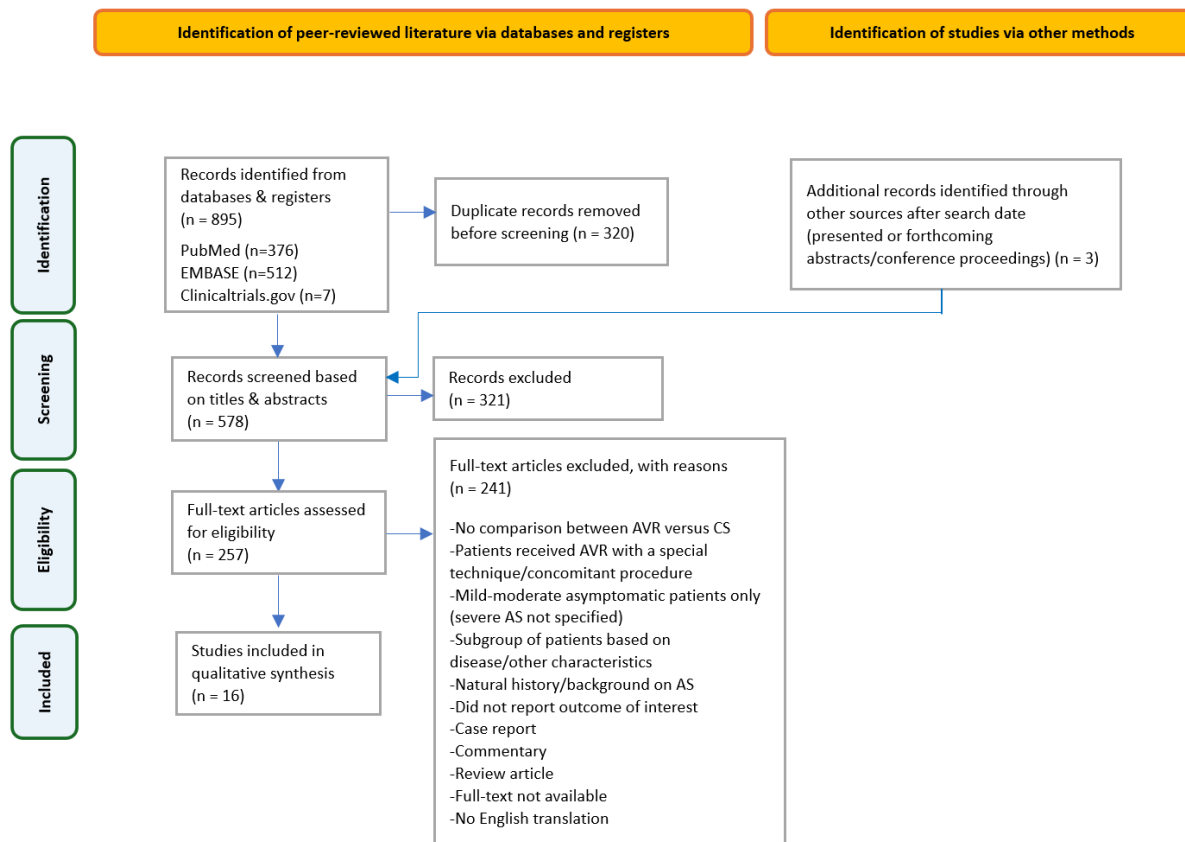 Identification of peer-reviewed literature via databases and registers
Identification of studies via other methods
Identification
Records identified from
databases & registers
(n = 895)
PubMed (n=376)
EMBASE (n=512)
Clinicaltrials.gov (n=7)
Duplicate records removed
before screening (n = 320)
Additional records identified through
other sources after search date
(presented or forthcoming
abstracts/conference proceedings) (n = 3)
Screening
Records screened based
on titles & abstracts
(n = 578)
Records excluded
(n = 321)
Eligibility
Full-text articles assessed
for eligibility
(n = 257)
Full-text articles excluded, with reasons
(n = 241)
-No comparison between AVR versus CS
-Patients received AVR with a special
technique/concomitant procedure
-Mild-moderate asymptomatic patients only
(severe AS not specified)
-Subgroup of patients based on
disease/other characteristics
-Natural history/background on AS
-Did not report outcome of interest
-Case report
-Commentary
-Review article
-Full-text not available
-No English translation
Included
Studies included in
qualitative synthesis
(n = 16)